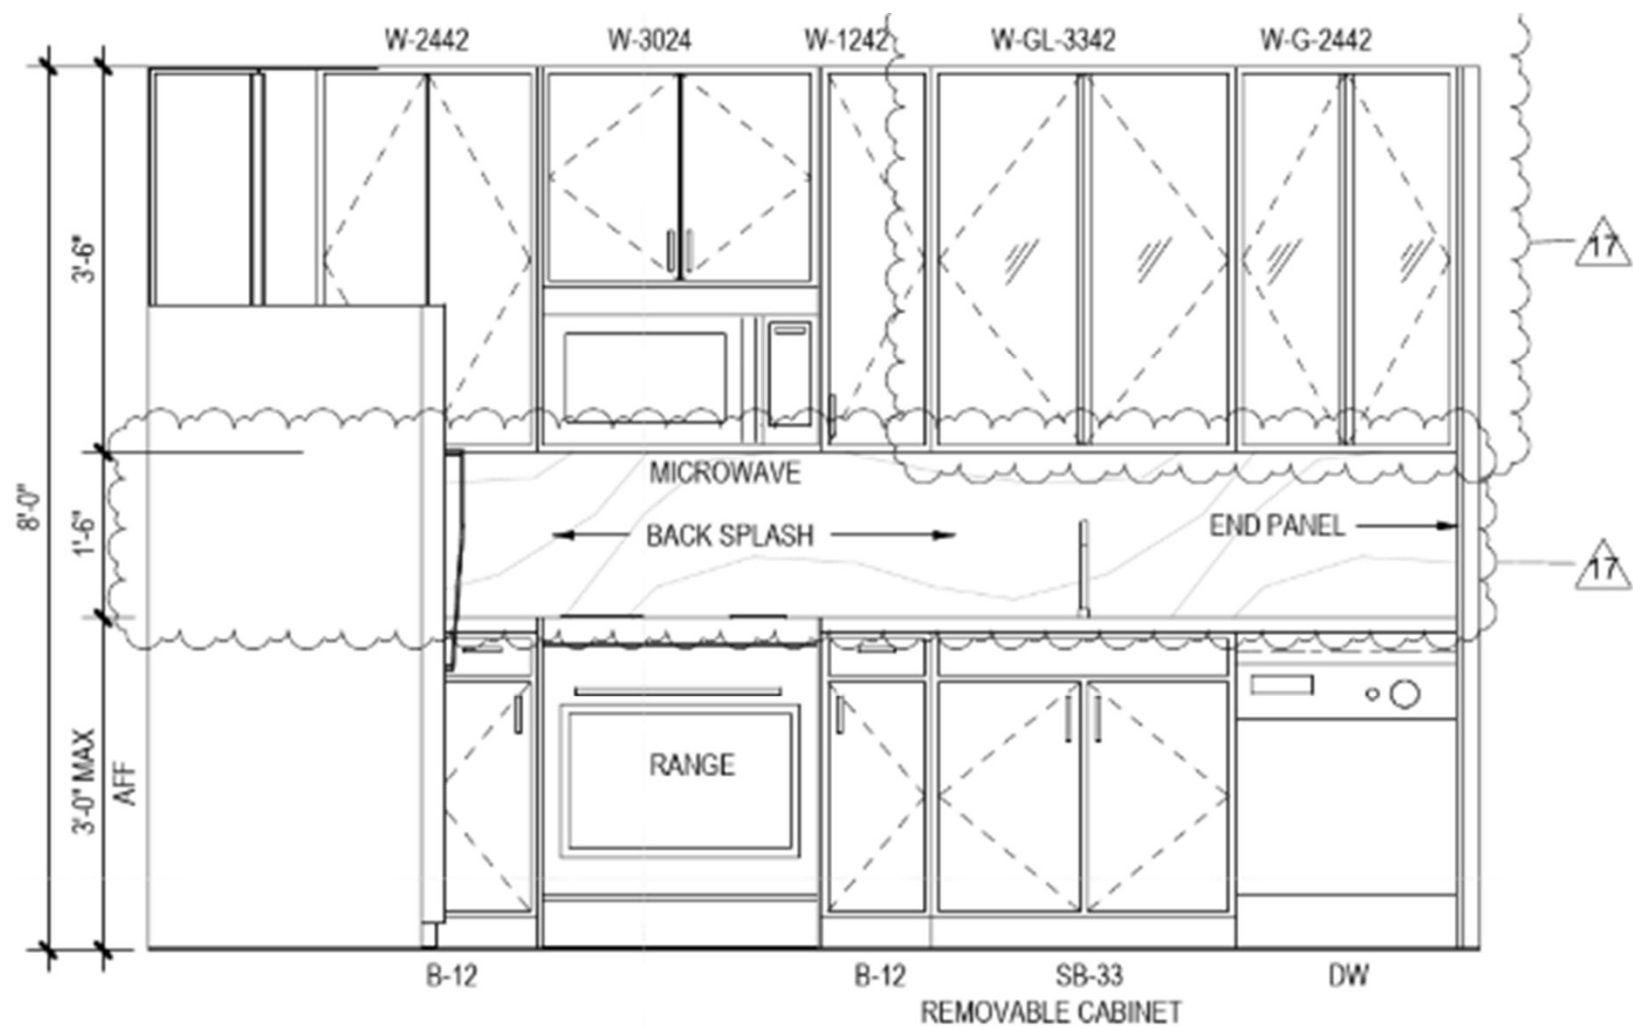 W-2442
W-3024
W-1242
W-GL-3342
W-G-2442
3'-6"
17
8'-0"
1'-6"
MICROWAVE
BACK SPLASH
END PANEL
17
3'-0" MAX
AFF
RANGE
B-12
B-12
SB-33
DW
REMOVABLE CABINET